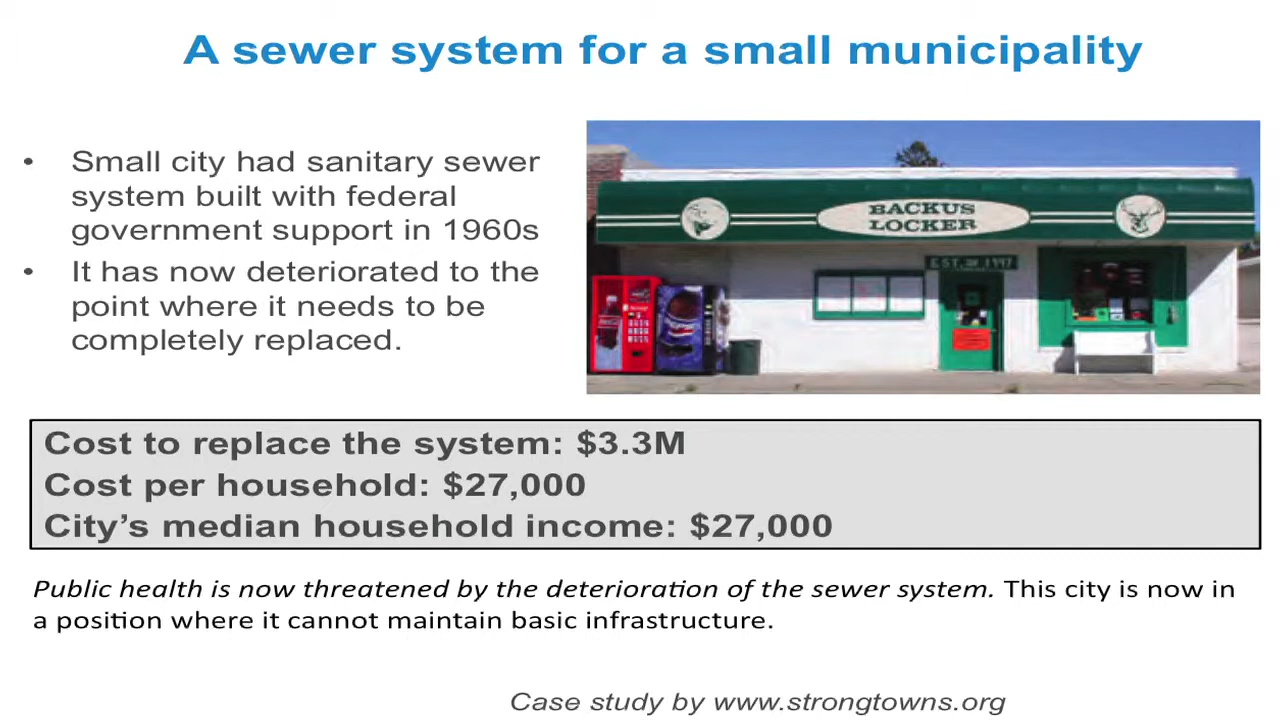 A sewer system for a small municipality
• Small city had sanitary sewer
system built with federal
government support in 1960s
• It has now deteriorated to the
point where it needs to be
completely replaced.
BACKUS
LOCKER
EST. IN 1947
Cost to replace the system: $3.3M
Cost per household: $27,000
City’s median household income: $27,000
Public health is now threatened by the deterioration of the sewer system. This city is now in
a position where it cannot maintain basic infrastructure.
Case study by www.strongtowns.org